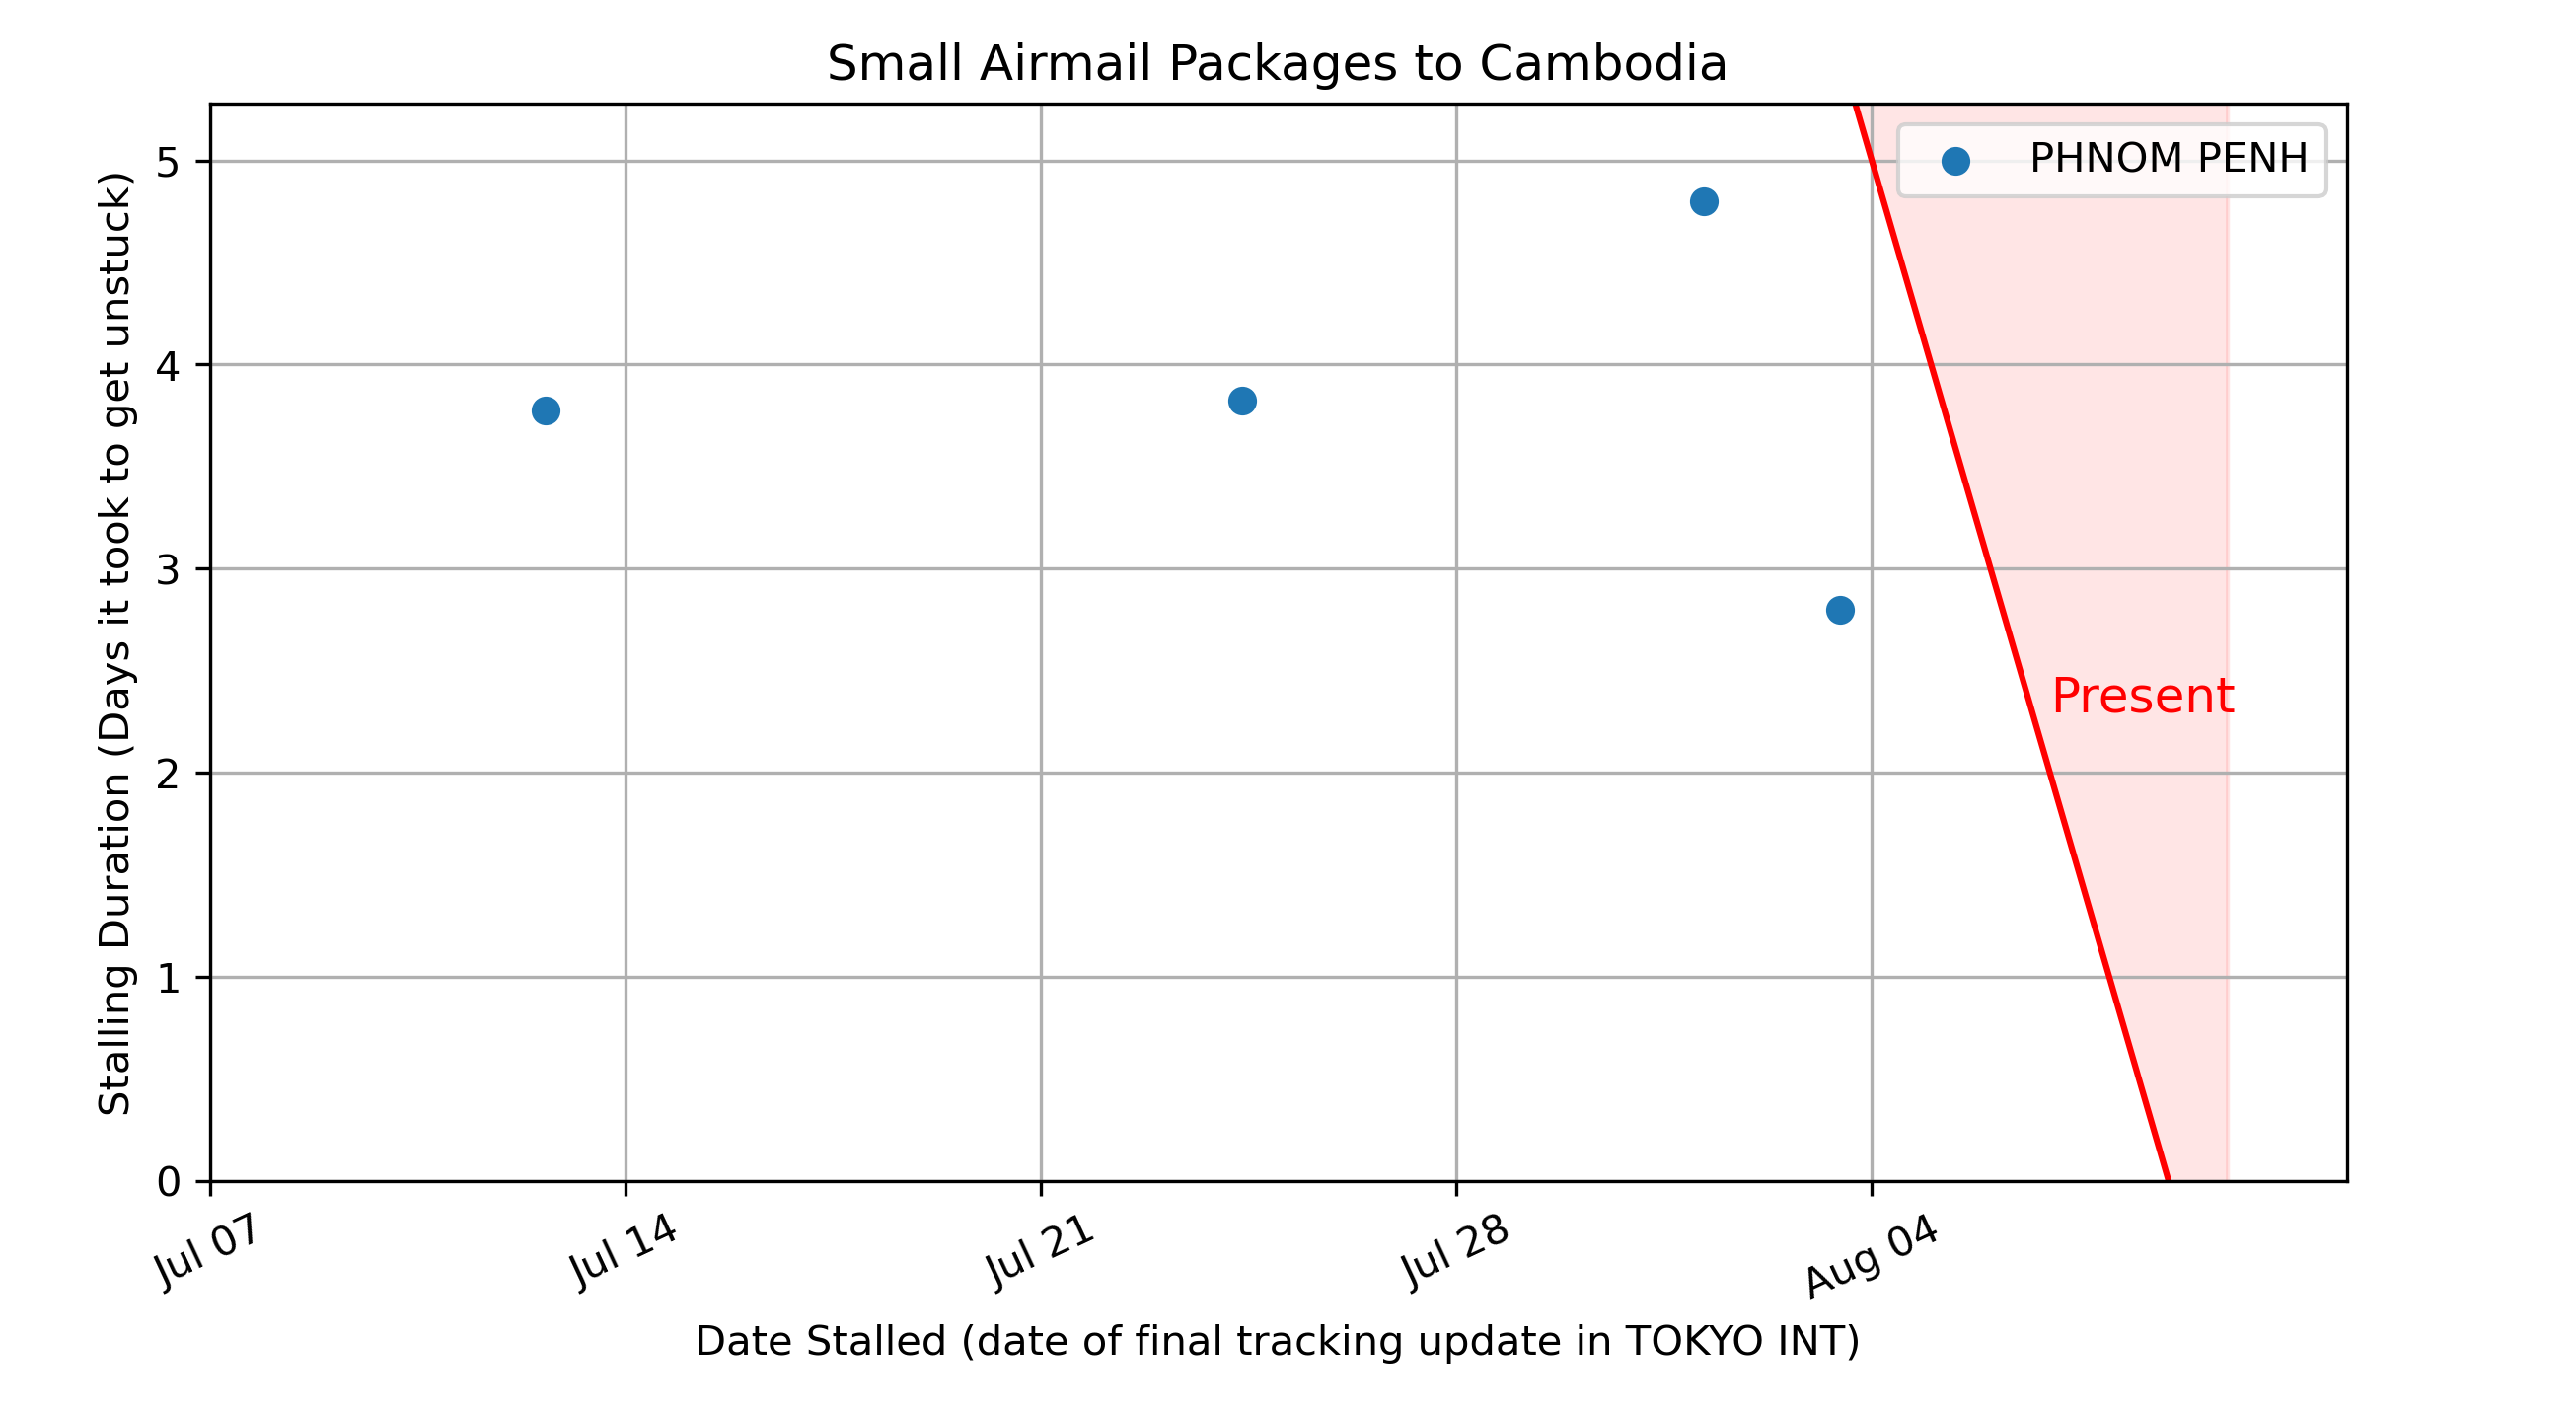 Small Airmail Packages to Cambodia
Stalling Duration (Days it took to get unstuck)
5
4
3
2
1
0
PHNOM PENH
Present
Jul 07
Jul 14
Jul 21
Jul 28
Aug 04
Date Stalled (date of final tracking update in TOKYO INT)